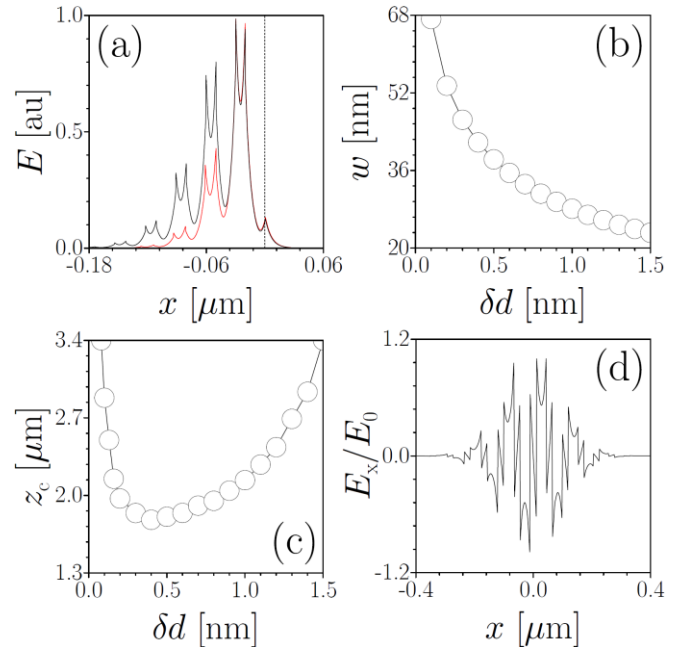 (a)
1.0
0.5
0.0
E [au]
-0.18
-0.06
0.06
x [μm]
(b)
68
52
36
20
w [nm]
0.0
0.5
1.0
1.5
δd [nm]
(c)
3.4
2.7
2.0
1.3
z_c [μm]
0.0
0.5
1.0
1.5
δd [nm]
(d)
1.2
0.0
-1.2
E_x/E_0
-0.4
0.0
0.4
x [μm]